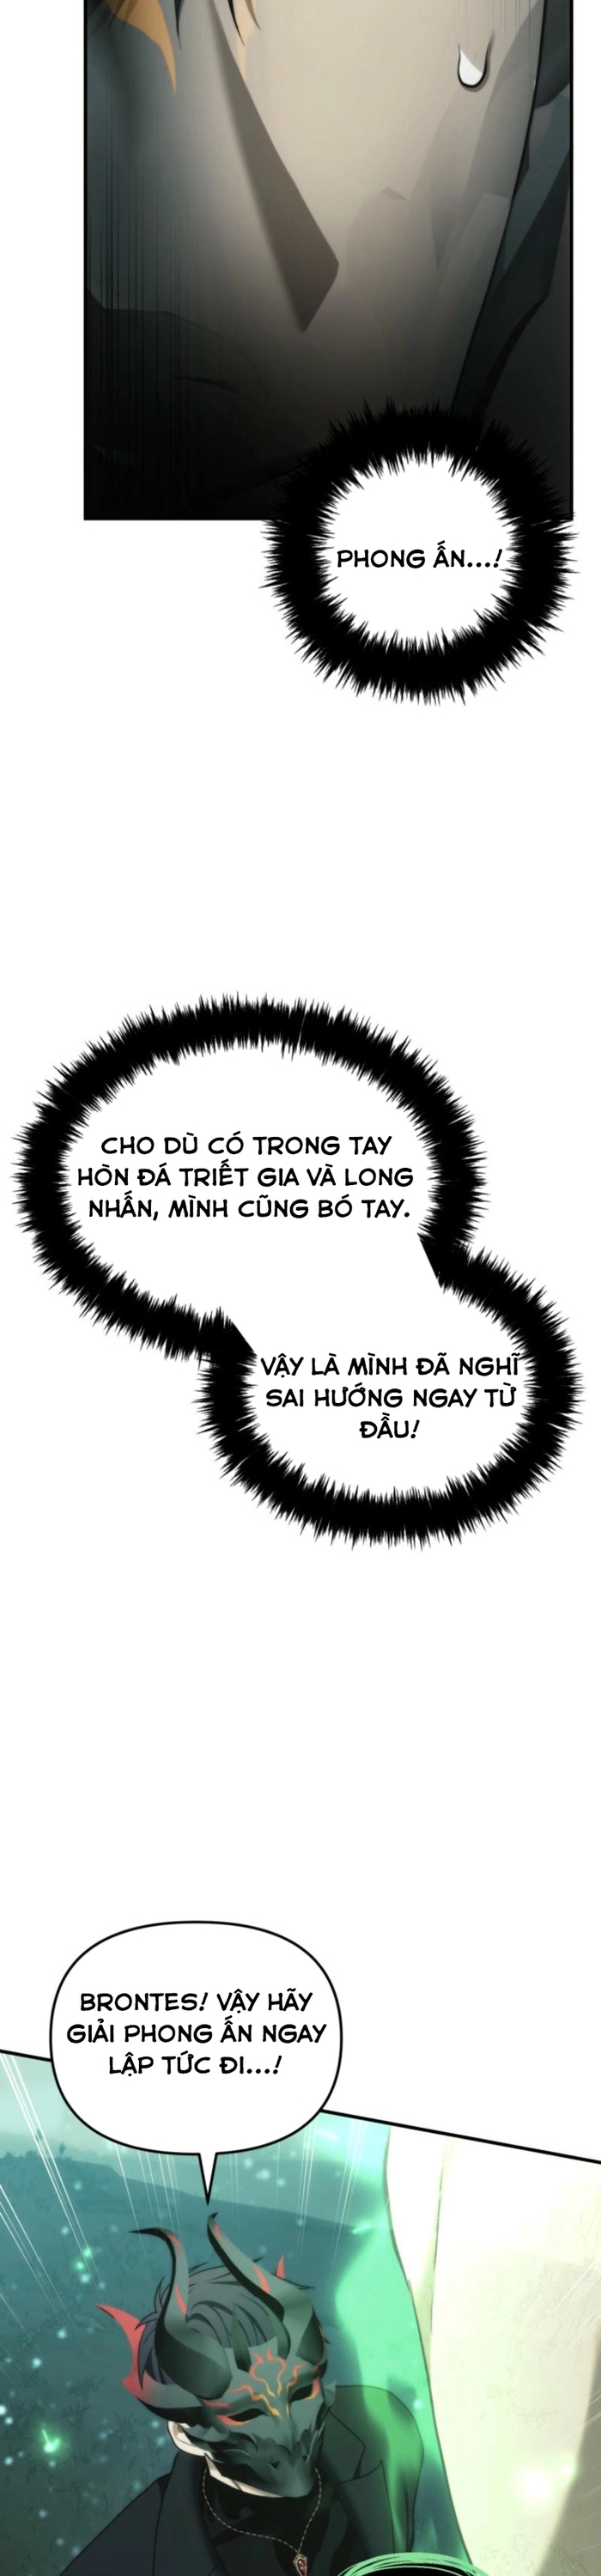 PHONG ẤN...!
CHO DÙ CÓ TRONG TAY
HÒN ĐÁ TRIẾT GIA VÀ LONG
NHẤN, MÌNH CŨNG BÓ TAY.
VẬY LÀ MÌNH ĐÃ NGHĨ
SAI HƯỚNG NGAY TỪ
ĐẦU!
BRONTES! VẬY HÃY
GIẢI PHONG ẤN NGAY
LẬP TỨC ĐI...!